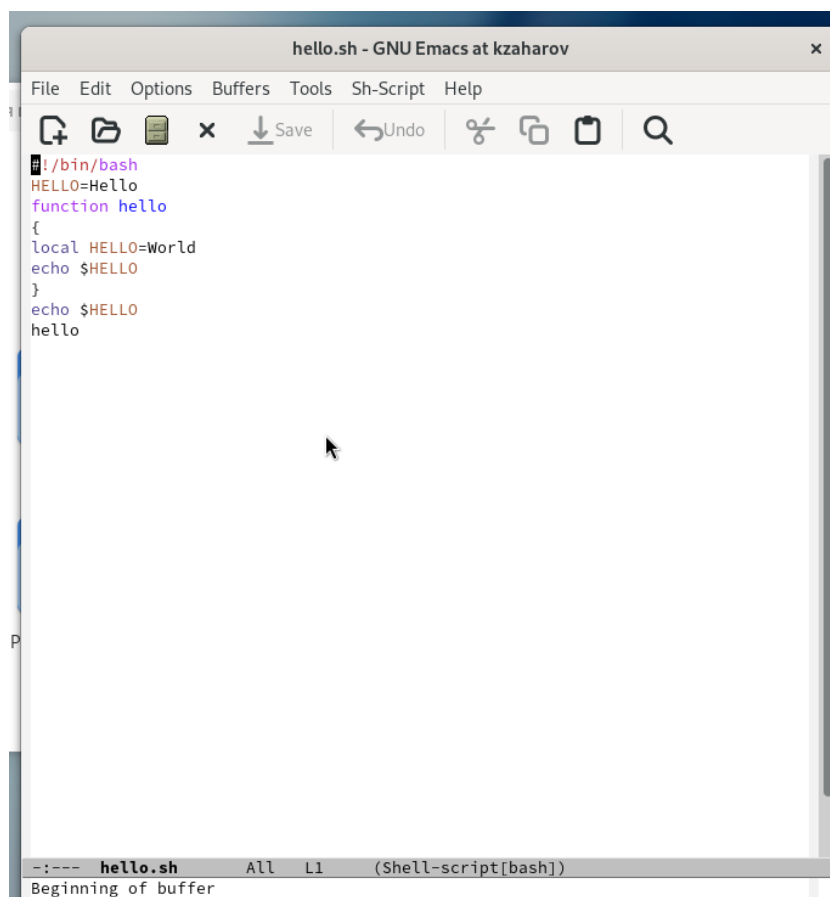 hello.sh - GNU Emacs at kzaharov
File Edit Options Buffers Tools Sh-Script Help
Save Undo
#!/bin/bash
HELLO=Hello
function hello
{
local HELLO=World
echo $HELLO
}
echo $HELLO
hello
P
-:--- hello.sh All L1 (Shell-script[bash])
Beginning of buffer